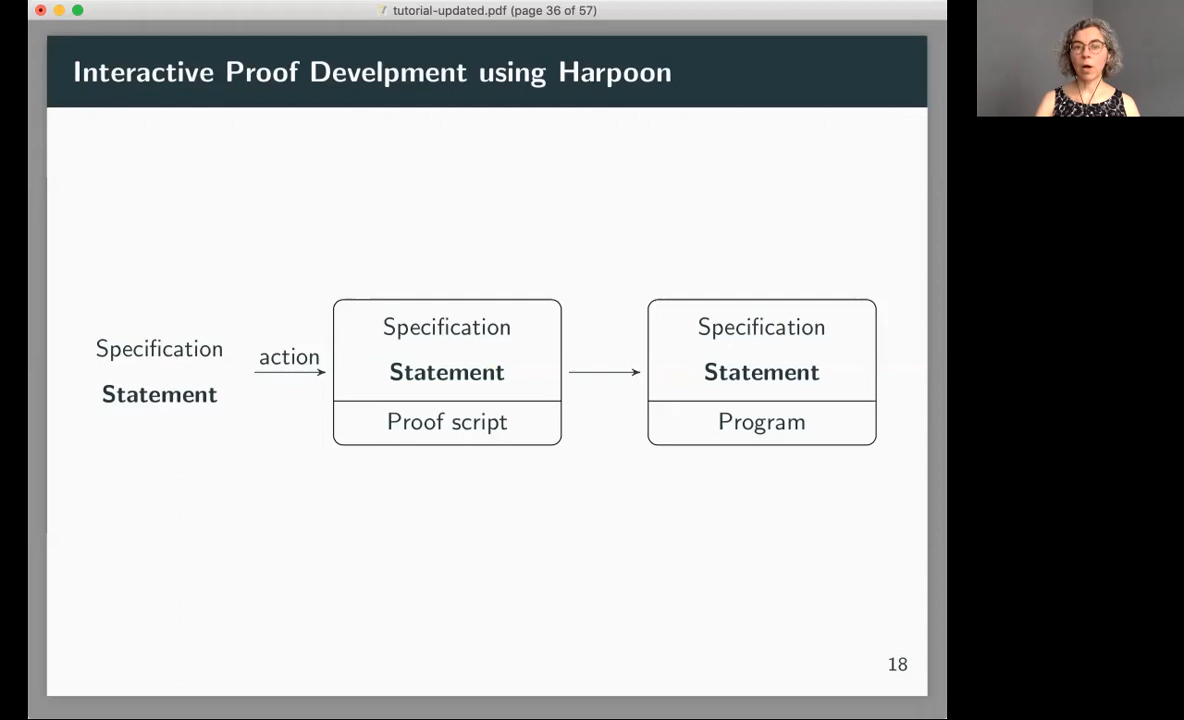 tutorial-updated.pdf (page 36 of 57)
Interactive Proof Develpment using Harpoon
Specification
Statement
action
Specification
Statement
Proof script
Specification
Statement
Program
18